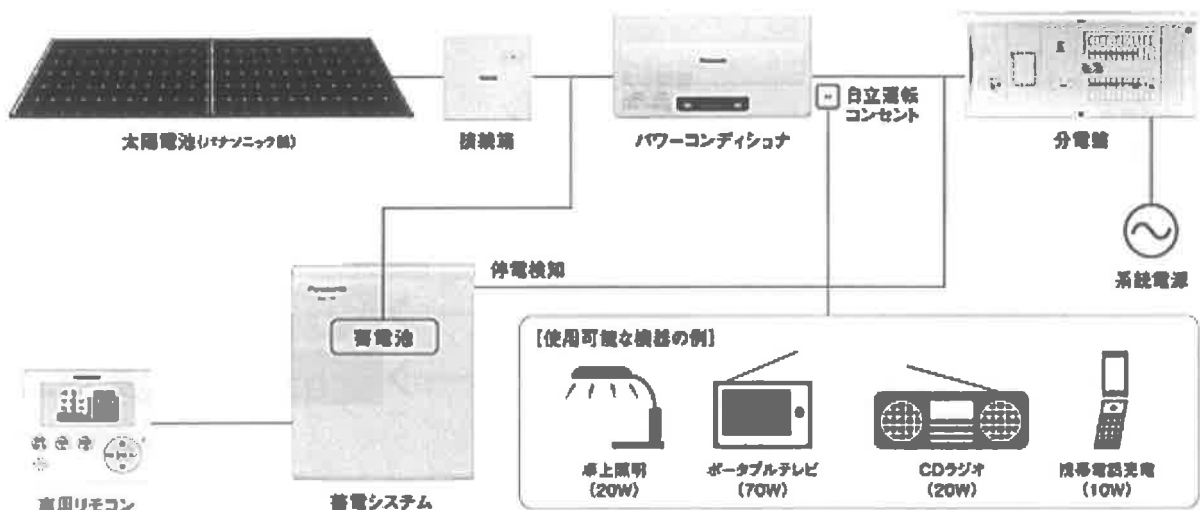 太陽電池(パナソニック製)
接続箱
パワーコンディショナ
自立運転
コンセント
分電盤
系統電源
停電検知
Panasonic
蓄電池
専用リモコン
蓄電システム
[使用可能な機器の例]
卓上照明
(20W)
ポータブルテレビ
(70W)
CDラジオ
(20W)
携帯電話充電
(10W)